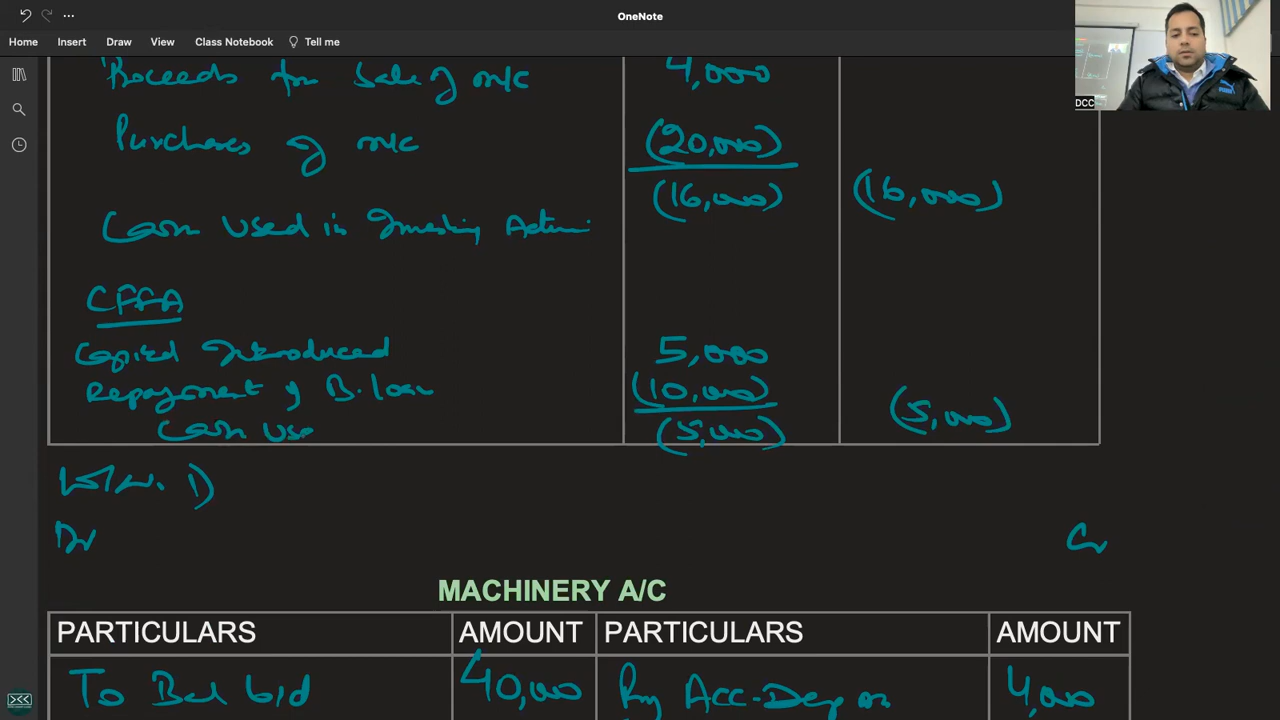 OneNote
Home Insert Draw View Class Notebook Tell me
DCC
Proceeds from Sale of m/c 4,000
Purchases of m/c (20,000)
(16,000) (16,000)
Cash Used in Investing
CFFA
Capital Introduced 5,000
Repayment of B.loan (10,000)
Cash Use (5,000) (5,000)
W.N. 1)
Dr Cr
MACHINERY A/C
PARTICULARS AMOUNT PARTICULARS AMOUNT
To Bal b/d 40,000 By Acc-Dep on 4,000